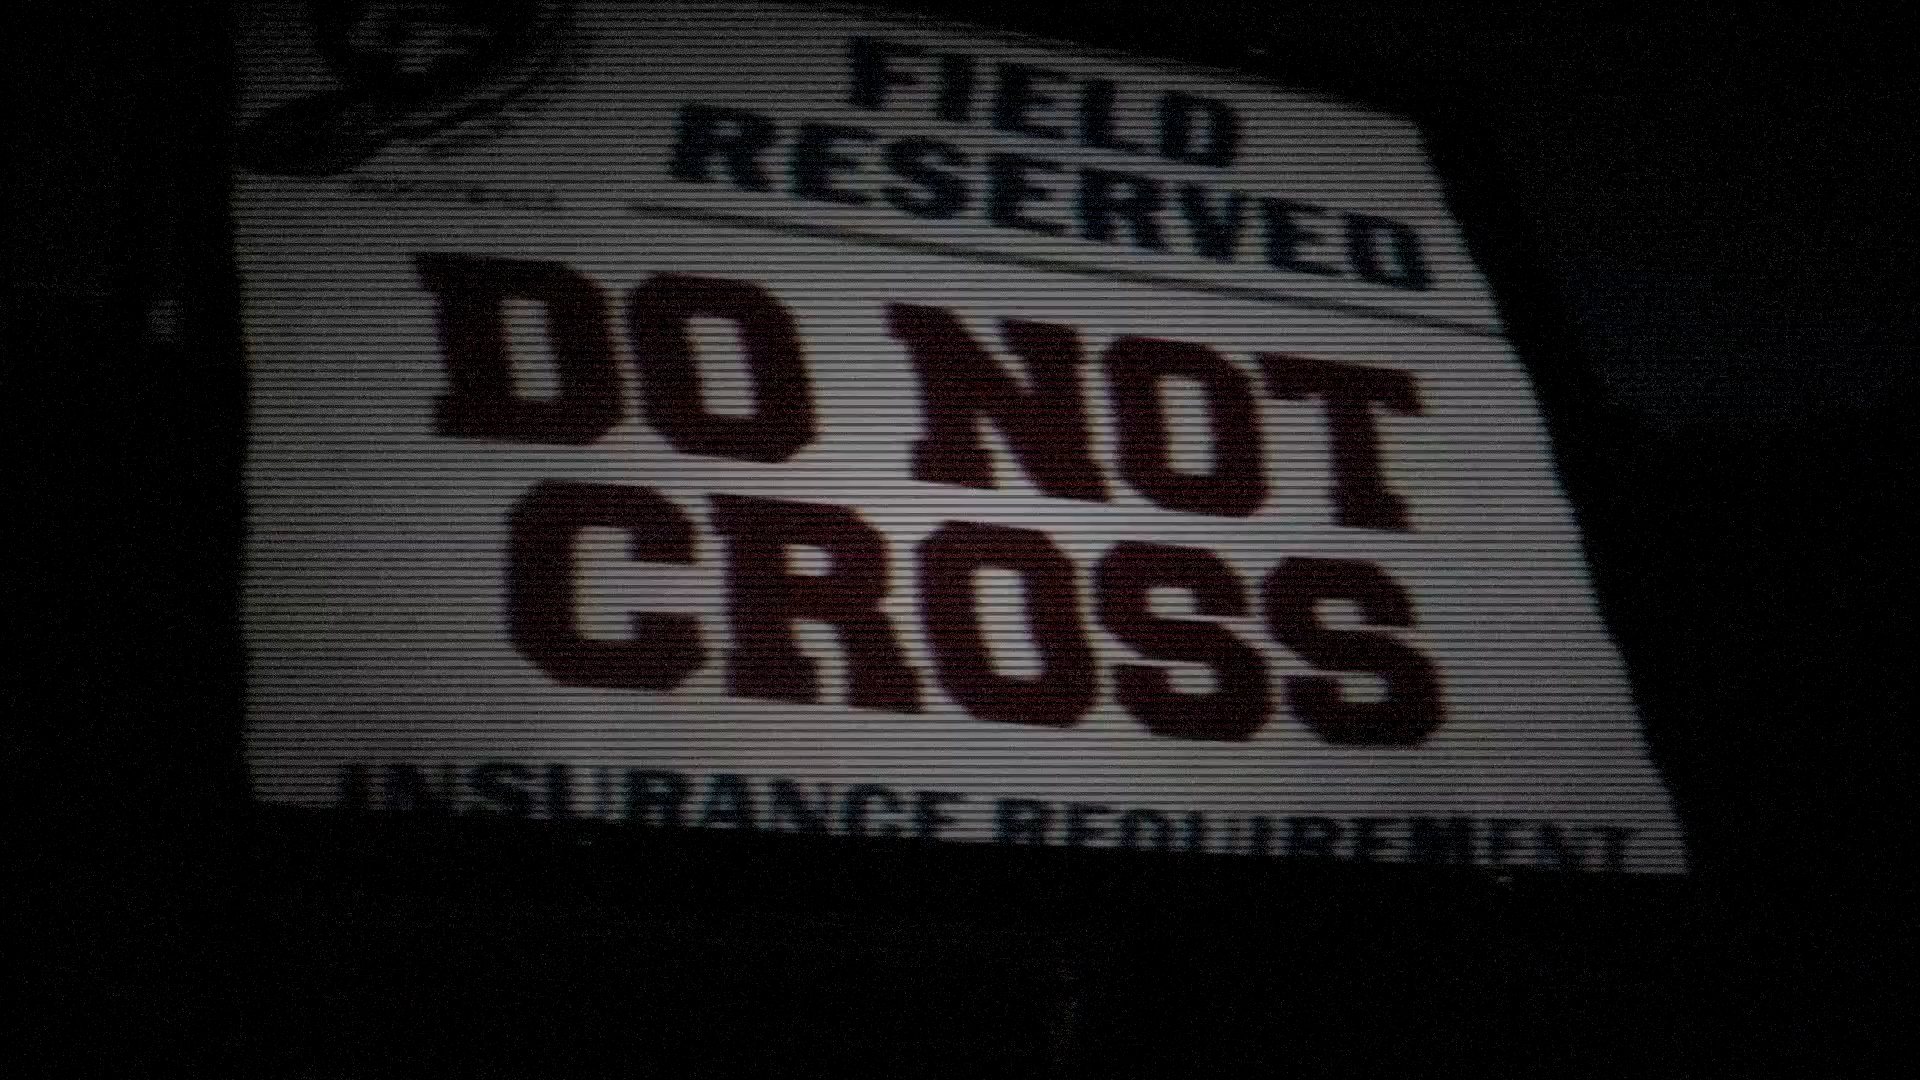 FIELD
RESERVED
DO NOT
CROSS
INSURANCE REQUIREMENT